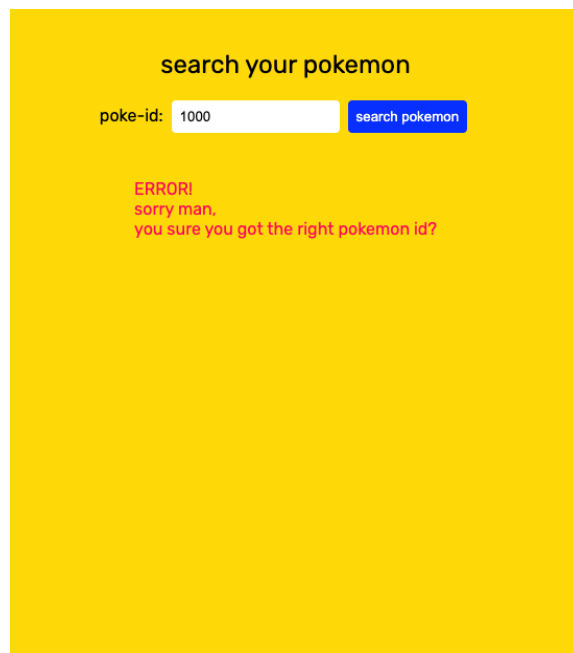 search your pokemon
poke-id: 1000 search pokemon
ERROR!
sorry man,
you sure you got the right pokemon id?